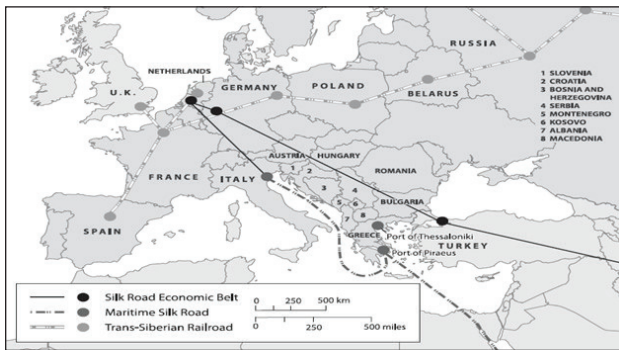 RUSSIA
NETHERLANDS
U.K.
GERMANY
POLAND
BELARUS
1 SLOVENIA
2 CROATIA
3 BOSNIA AND
HERZEGOVINA
4 SERBIA
5 MONTENEGRO
6 KOSOVO
7 ALBANIA
8 MACEDONIA
FRANCE
AUSTRIA
HUNGARY
1
2
ITALY
3
4
ROMANIA
5
6
BULGARIA
7
8
SPAIN
GREECE
Port of Thessaloniki
TURKEY
Port of Piraeus
Silk Road Economic Belt
Maritime Silk Road
Trans-Siberian Railroad
0 250 500 km
0 250 500 miles